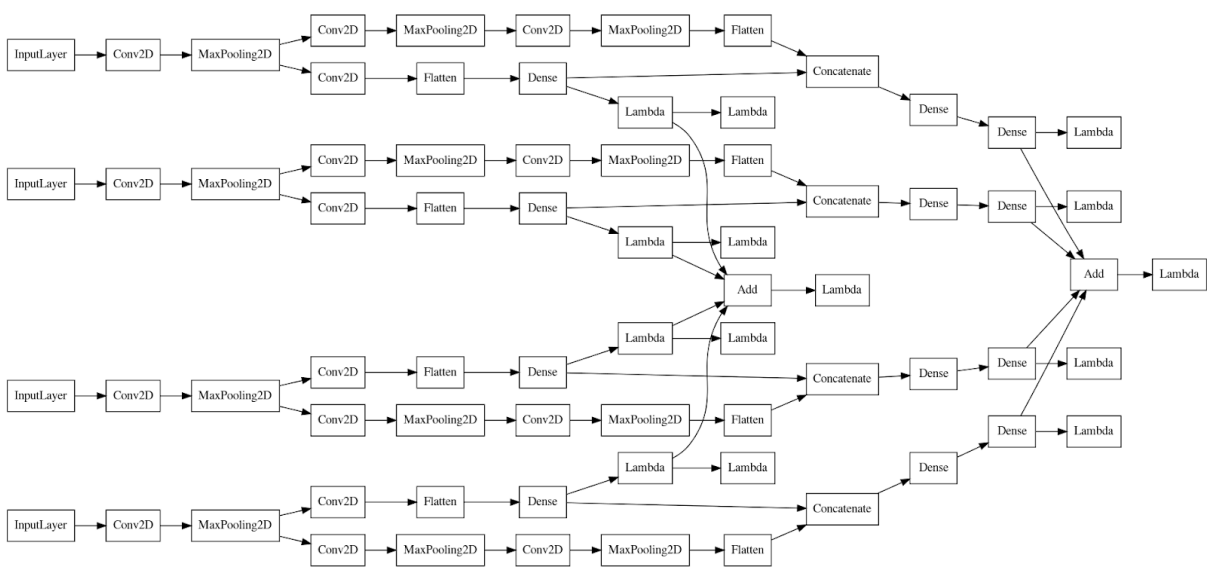 Conv2D MaxPooling2D Conv2D MaxPooling2D Flatten
InputLayer Conv2D MaxPooling2D
Conv2D Flatten Dense Concatenate
Lambda Lambda Dense
Dense Lambda
Conv2D MaxPooling2D Conv2D MaxPooling2D Flatten
InputLayer Conv2D MaxPooling2D
Conv2D Flatten Dense Concatenate Dense Dense Lambda
Lambda Lambda
Add Lambda Add Lambda
Lambda Lambda
Conv2D Flatten Dense Concatenate Dense Dense Lambda
InputLayer Conv2D MaxPooling2D
Conv2D MaxPooling2D Conv2D MaxPooling2D Flatten
Dense Lambda
Lambda Lambda Dense
Conv2D Flatten Dense Concatenate
InputLayer Conv2D MaxPooling2D
Conv2D MaxPooling2D Conv2D MaxPooling2D Flatten